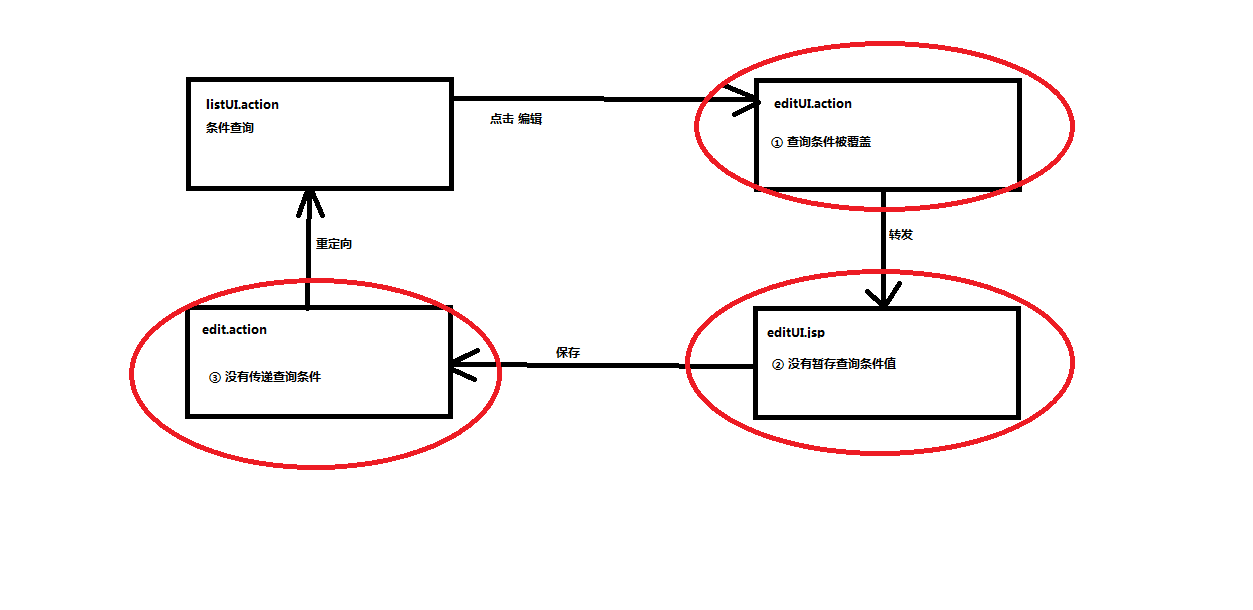 listUI.action
条件查询
点击 编辑
editUI.action
① 查询条件被覆盖
转发
editUI.jsp
② 没有暂存查询条件值
保存
edit.action
③ 没有传递查询条件
重定向